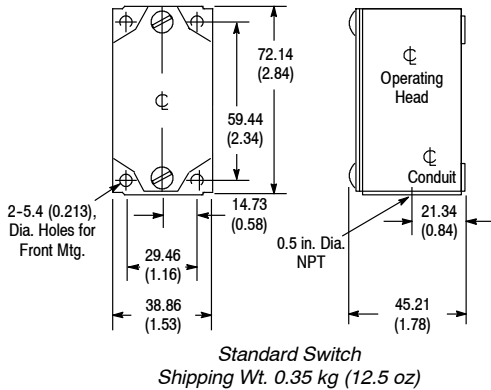 72.14
(2.84)
59.44
(2.34)
℄
℄
Operating
Head
℄
Conduit
2-5.4 (0.213),
Dia. Holes for
Front Mtg.
14.73
(0.58)
29.46
(1.16)
38.86
(1.53)
0.5 in. Dia.
NPT
21.34
(0.84)
45.21
(1.78)
Standard Switch
Shipping Wt. 0.35 kg (12.5 oz)